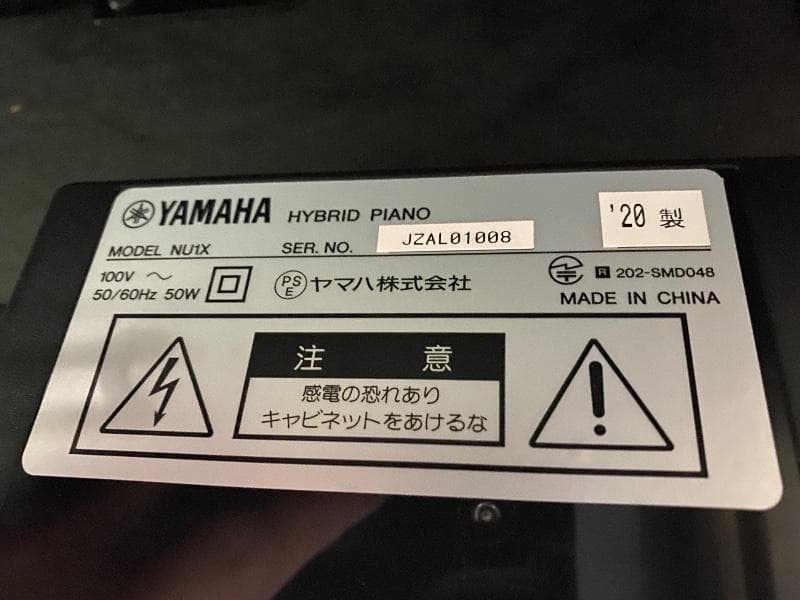 YAMAHA HYBRID PIANO
'20 製
MODEL NU1X SER. NO. JZAL01008
100V ～
50/60Hz 50W
PS
E
ヤマハ株式会社
R 202-SMD048
MADE IN CHINA
注 意
感電の恐れあり
キャビネットをあけるな